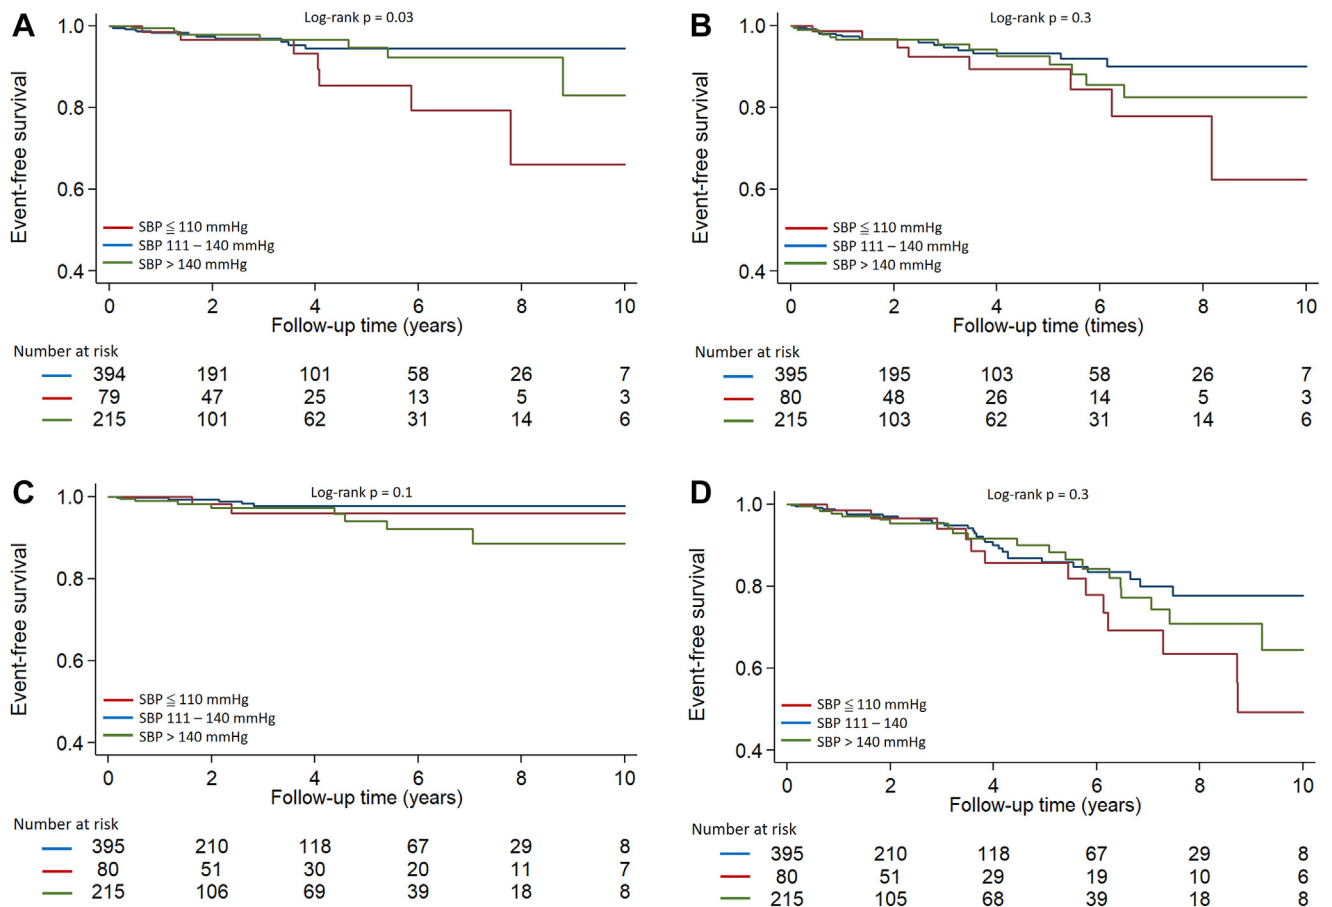 A
Log-rank p = 0.03
Event-free survival
1.0
0.8
0.6
0.4
SBP ≦ 110 mmHg
SBP 111 – 140 mmHg
SBP > 140 mmHg
0 2 4 6 8 10
Follow-up time (years)
Number at risk
394 191 101 58 26 7
79 47 25 13 5 3
215 101 62 31 14 6
B
Log-rank p = 0.3
Event-free survival
1.0
0.8
0.6
0.4
SBP ≦ 110 mmHg
SBP 111 – 140 mmHg
SBP > 140 mmHg
0 2 4 6 8 10
Follow-up time (times)
Number at risk
395 195 103 58 26 7
80 48 26 14 5 3
215 103 62 31 14 6
C
Log-rank p = 0.1
Event-free survival
1.0
0.8
0.6
0.4
SBP ≦ 110 mmHg
SBP 111 – 140 mmHg
SBP > 140 mmHg
0 2 4 6 8 10
Follow-up time (years)
Number at risk
395 210 118 67 29 8
80 51 30 20 11 7
215 106 69 39 18 8
D
Log-rank p = 0.3
Event-free survival
1.0
0.8
0.6
0.4
SBP ≦ 110 mmHg
SBP 111 – 140
SBP > 140 mmHg
0 2 4 6 8 10
Follow-up time (years)
Number at risk
395 210 118 67 29 8
80 51 29 19 10 6
215 105 68 39 18 8